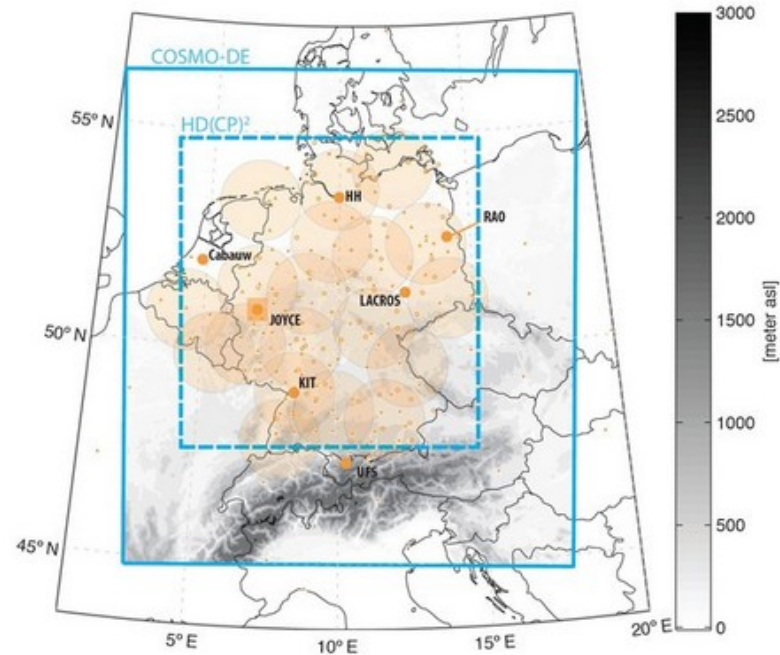 COSMO-DE
HD(CP)²
55° N
50° N
45° N
HH
RAO
Cabauw
LACROS
JOYCE
KIT
UFS
5° E
10° E
15° E
20° E
3000
2500
2000
1500
1000
500
0
[meter asl]